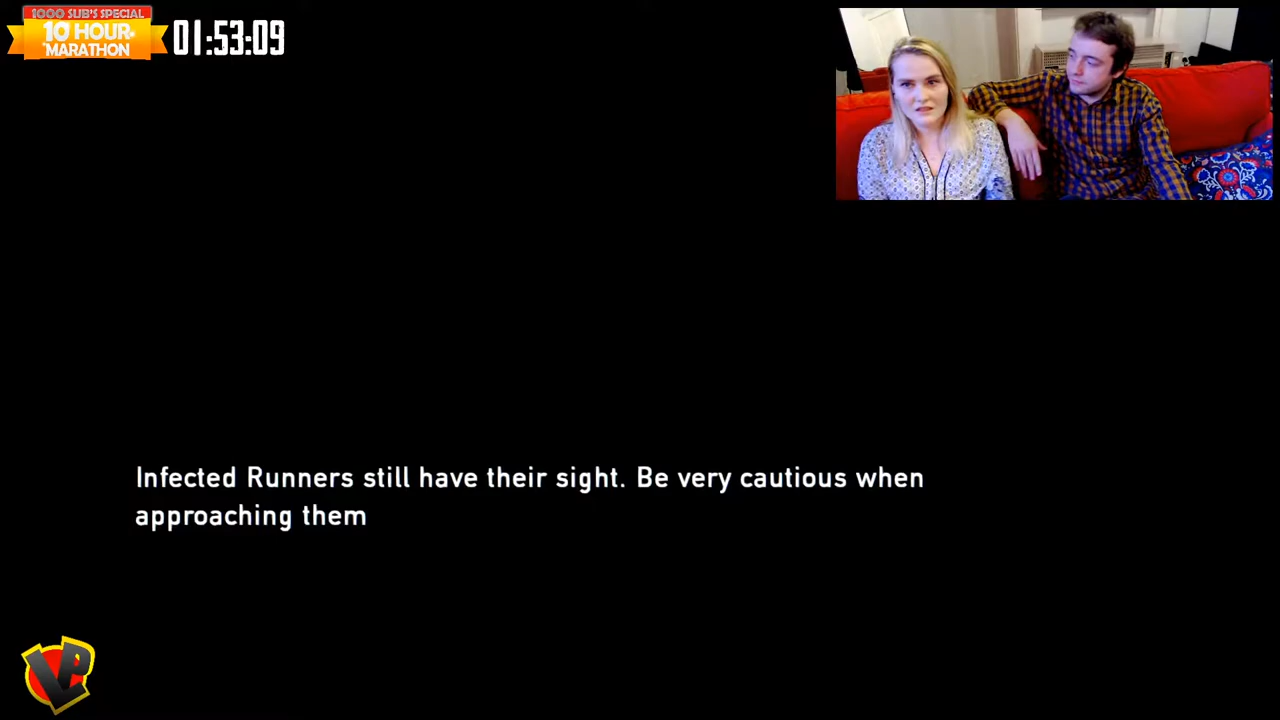 1000 SUB'S SPECIAL
10 HOUR
MARATHON
01:53:09
Infected Runners still have their sight. Be very cautious when
approaching them
LP